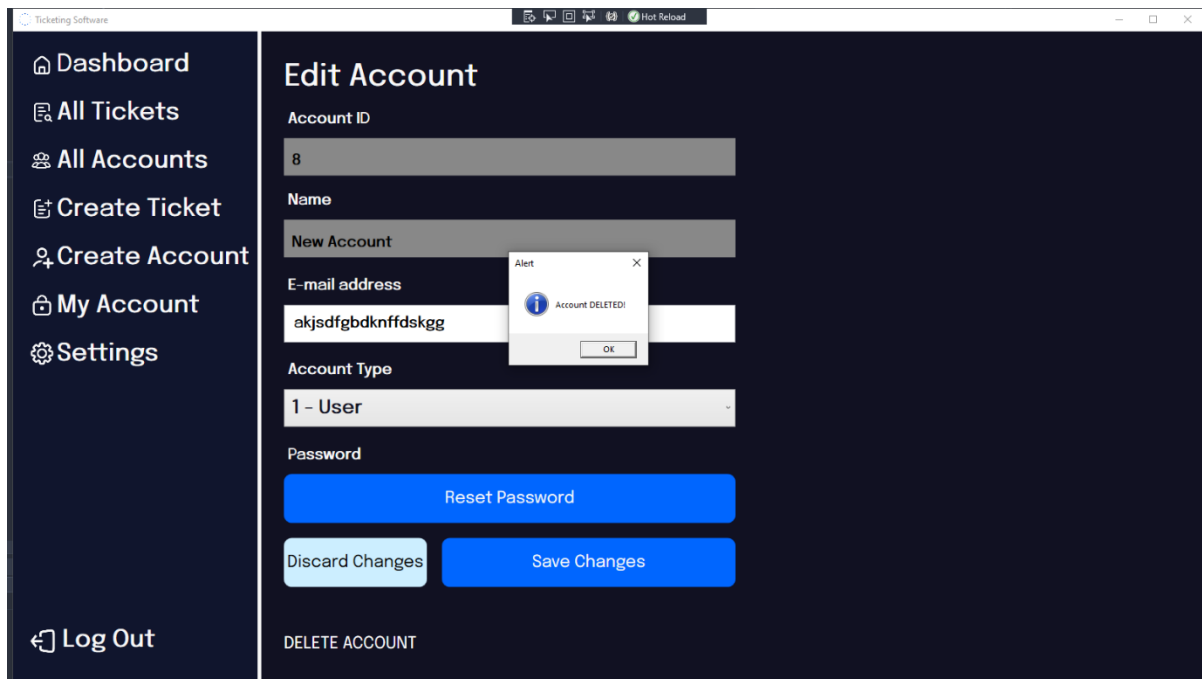 Ticketing Software
Hot Reload
Dashboard
All Tickets
All Accounts
Create Ticket
Create Account
My Account
Settings
Log Out
Edit Account
Account ID
8
Name
New Account
E-mail address
akjsdfgbdknffdskgg
Account Type
1 - User
Password
Reset Password
Discard Changes
Save Changes
DELETE ACCOUNT
Alert
Account DELETED!
OK